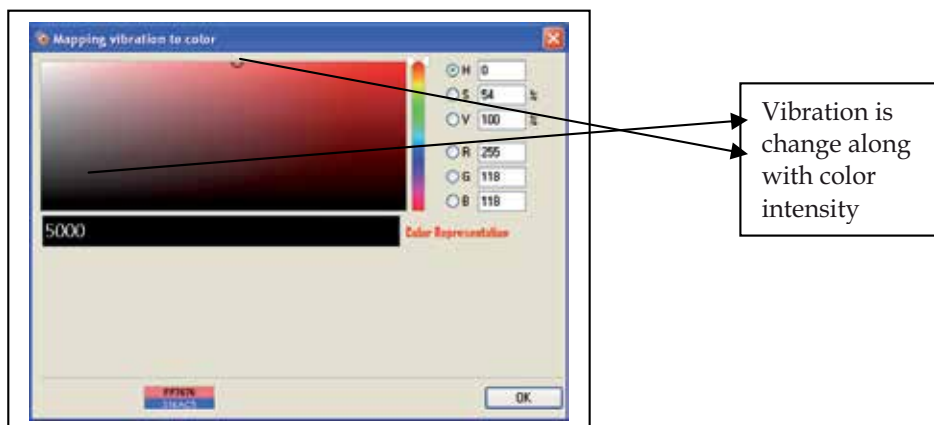 Mapping vibration to color
H 0
S 54 %
V 100 %
R 255
G 118
B 118
5000
Color Representation
FF7676
OK
Vibration is
change along
with color
intensity